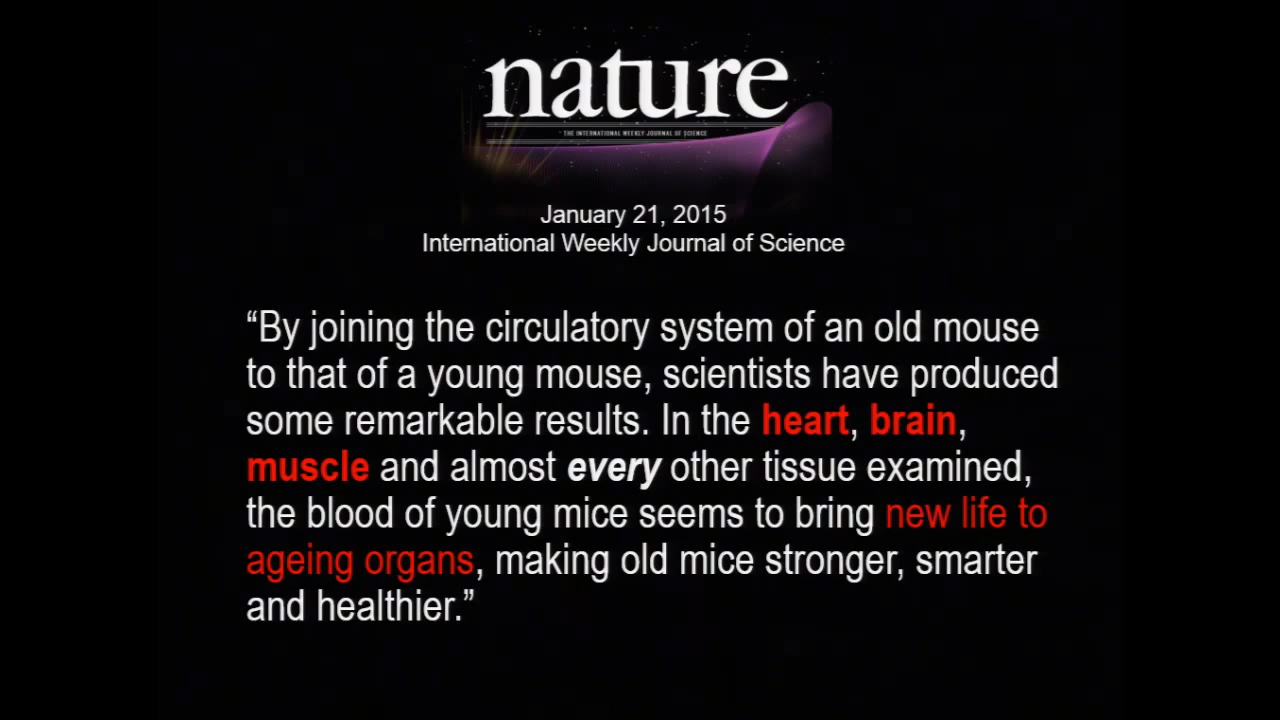 nature
THE INTERNATIONAL WEEKLY JOURNAL OF SCIENCE
January 21, 2015
International Weekly Journal of Science
“By joining the circulatory system of an old mouse
to that of a young mouse, scientists have produced
some remarkable results. In the heart, brain,
muscle and almost every other tissue examined,
the blood of young mice seems to bring new life to
ageing organs, making old mice stronger, smarter
and healthier.”